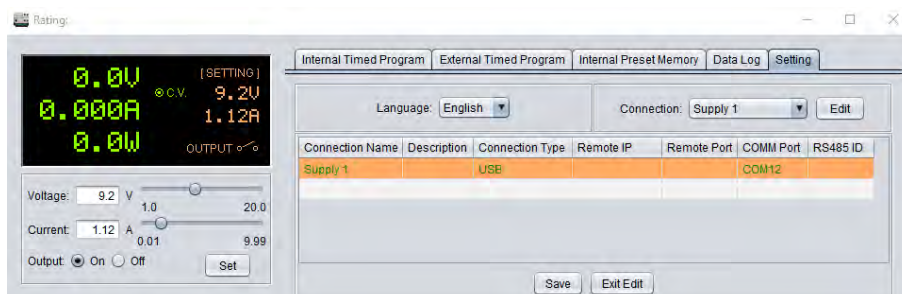 Rating:
0.0V
[SETTING]
C.V.
9.2V
0.000A
1.12A
0.0W
OUTPUT
Voltage: 9.2 V
1.0 20.0
Current: 1.12 A
0.01 9.99
Output: On Off
Set
Internal Timed Program External Timed Program Internal Preset Memory Data Log Setting
Language: English
Connection: Supply 1 Edit
Connection Name Description Connection Type Remote IP Remote Port COMM Port RS485 ID
Supply 1 USB COM12
Save Exit Edit